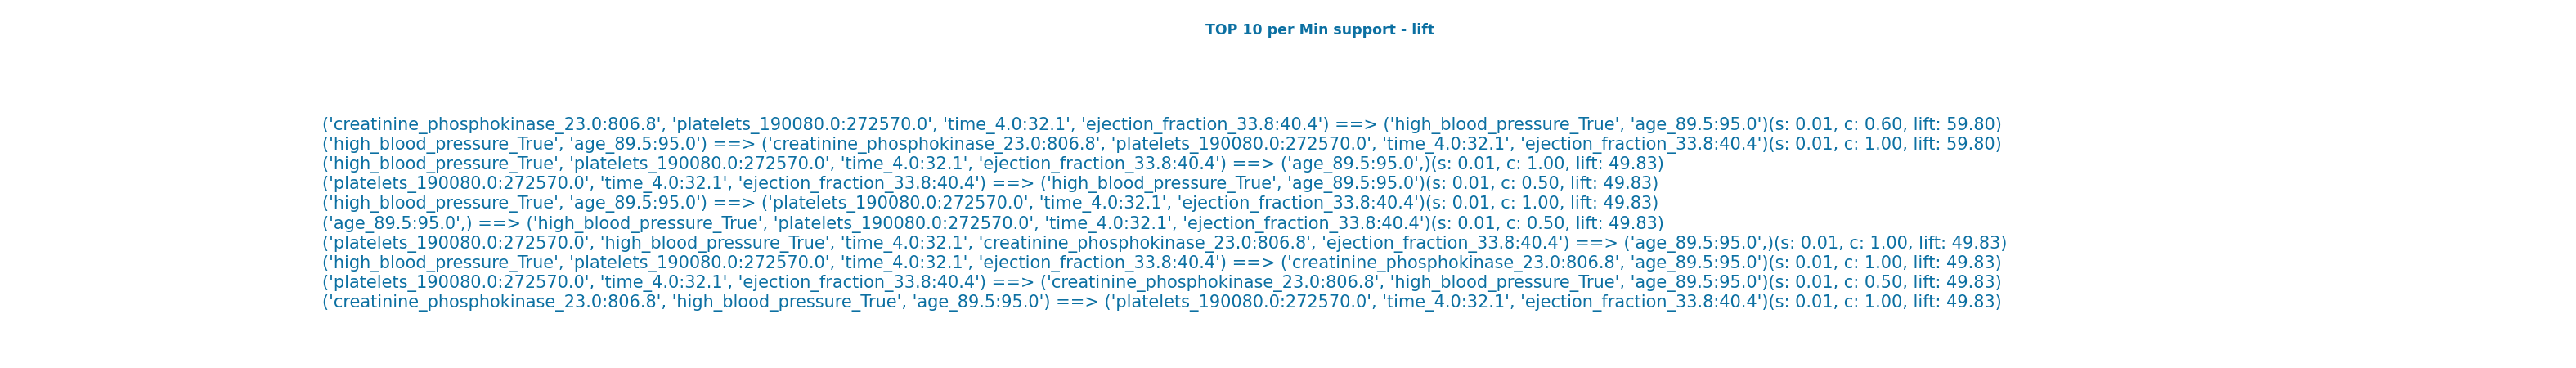 TOP 10 per Min support - lift
('creatinine_phosphokinase_23.0:806.8', 'platelets_190080.0:272570.0', 'time_4.0:32.1', 'ejection_fraction_33.8:40.4') ==> ('high_blood_pressure_True', 'age_89.5:95.0')(s: 0.01, c: 0.60, lift: 59.80)
('high_blood_pressure_True', 'age_89.5:95.0') ==> ('creatinine_phosphokinase_23.0:806.8', 'platelets_190080.0:272570.0', 'time_4.0:32.1', 'ejection_fraction_33.8:40.4')(s: 0.01, c: 1.00, lift: 59.80)
('high_blood_pressure_True', 'platelets_190080.0:272570.0', 'time_4.0:32.1', 'ejection_fraction_33.8:40.4') ==> ('age_89.5:95.0',)(s: 0.01, c: 1.00, lift: 49.83)
('platelets_190080.0:272570.0', 'time_4.0:32.1', 'ejection_fraction_33.8:40.4') ==> ('high_blood_pressure_True', 'age_89.5:95.0')(s: 0.01, c: 0.50, lift: 49.83)
('high_blood_pressure_True', 'age_89.5:95.0') ==> ('platelets_190080.0:272570.0', 'time_4.0:32.1', 'ejection_fraction_33.8:40.4')(s: 0.01, c: 1.00, lift: 49.83)
('age_89.5:95.0',) ==> ('high_blood_pressure_True', 'platelets_190080.0:272570.0', 'time_4.0:32.1', 'ejection_fraction_33.8:40.4')(s: 0.01, c: 0.50, lift: 49.83)
('platelets_190080.0:272570.0', 'high_blood_pressure_True', 'time_4.0:32.1', 'creatinine_phosphokinase_23.0:806.8', 'ejection_fraction_33.8:40.4') ==> ('age_89.5:95.0',)(s: 0.01, c: 1.00, lift: 49.83)
('high_blood_pressure_True', 'platelets_190080.0:272570.0', 'time_4.0:32.1', 'ejection_fraction_33.8:40.4') ==> ('creatinine_phosphokinase_23.0:806.8', 'age_89.5:95.0')(s: 0.01, c: 1.00, lift: 49.83)
('platelets_190080.0:272570.0', 'time_4.0:32.1', 'ejection_fraction_33.8:40.4') ==> ('creatinine_phosphokinase_23.0:806.8', 'high_blood_pressure_True', 'age_89.5:95.0')(s: 0.01, c: 0.50, lift: 49.83)
('creatinine_phosphokinase_23.0:806.8', 'high_blood_pressure_True', 'age_89.5:95.0') ==> ('platelets_190080.0:272570.0', 'time_4.0:32.1', 'ejection_fraction_33.8:40.4')(s: 0.01, c: 1.00, lift: 49.83)